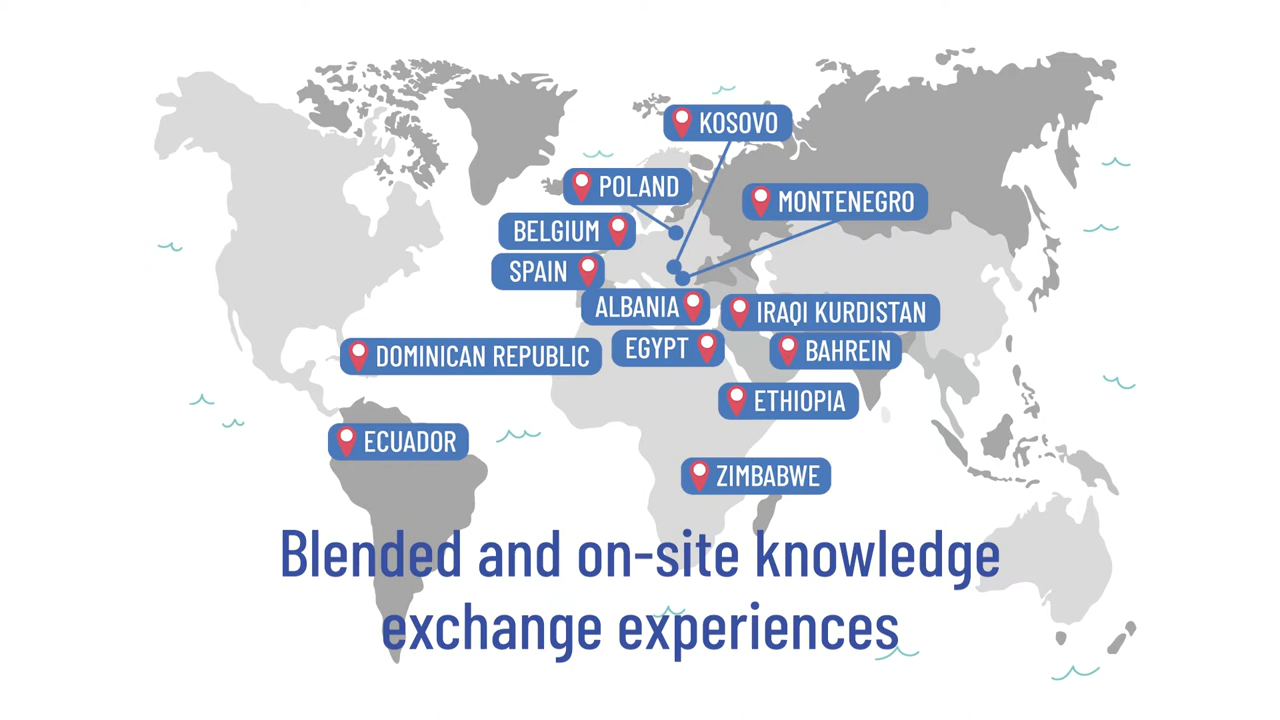 KOSOVO
POLAND
MONTENEGRO
BELGIUM
SPAIN
ALBANIA
IRAQI KURDISTAN
EGYPT
BAHREIN
DOMINICAN REPUBLIC
ETHIOPIA
ECUADOR
ZIMBABWE
Blended and on-site knowledge
exchange experiences